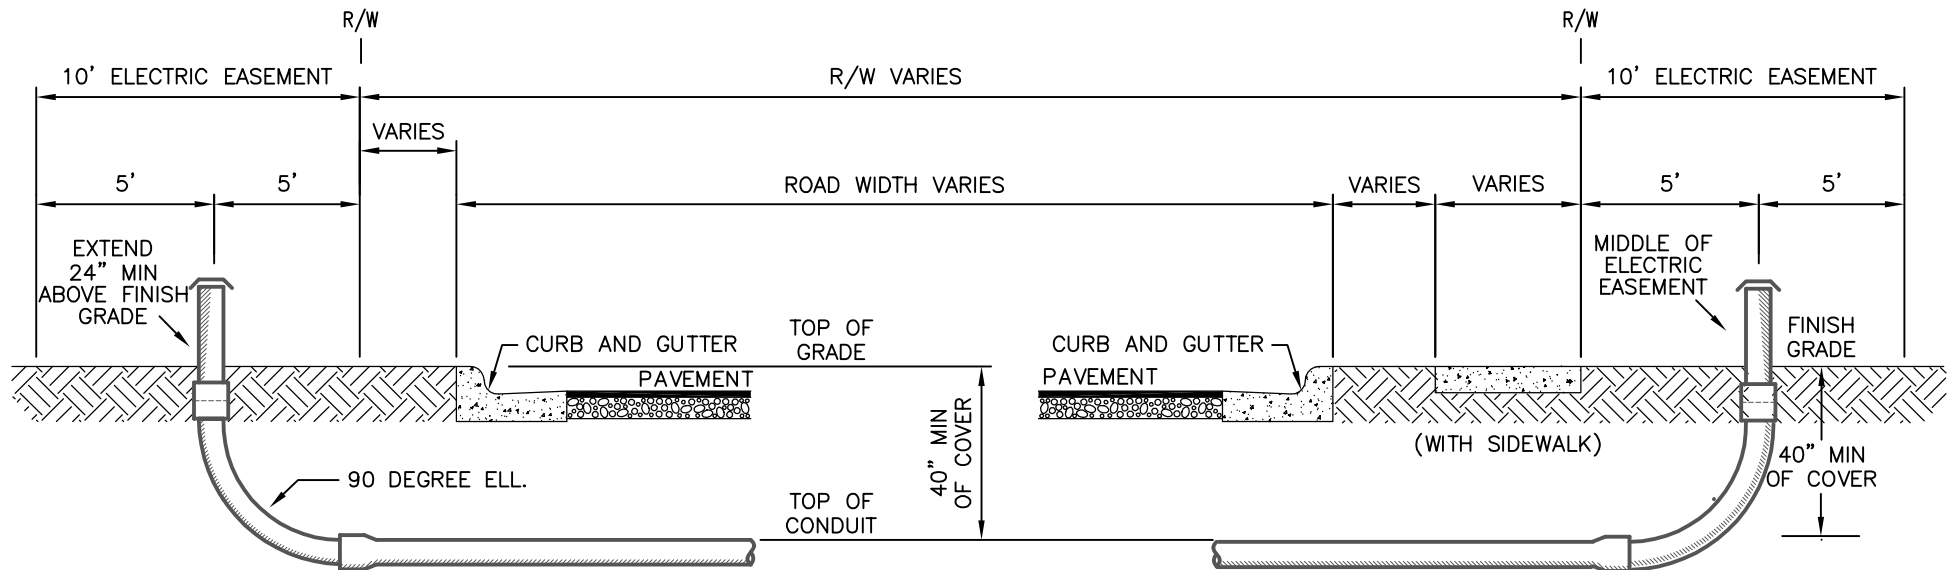 R/W
R/W
10' ELECTRIC EASEMENT
R/W VARIES
10' ELECTRIC EASEMENT
VARIES
5'
5'
ROAD WIDTH VARIES
VARIES
VARIES
5'
5'
EXTEND
24" MIN
ABOVE FINISH
GRADE
MIDDLE OF
ELECTRIC
EASEMENT
CURB AND GUTTER
TOP OF
GRADE
CURB AND GUTTER
FINISH
GRADE
PAVEMENT
PAVEMENT
40" MIN
OF COVER
(WITH SIDEWALK)
40" MIN
OF COVER
90 DEGREE ELL.
TOP OF
CONDUIT